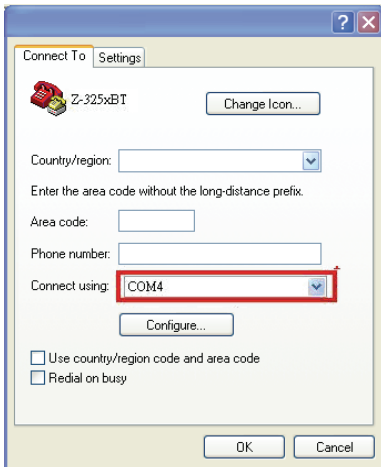 Connect To Settings
Z-325xBT
Change Icon...
Country/region:
Enter the area code without the long-distance prefix.
Area code:
Phone number:
Connect using: COM4
Configure...
Use country/region code and area code
Redial on busy
OK Cancel